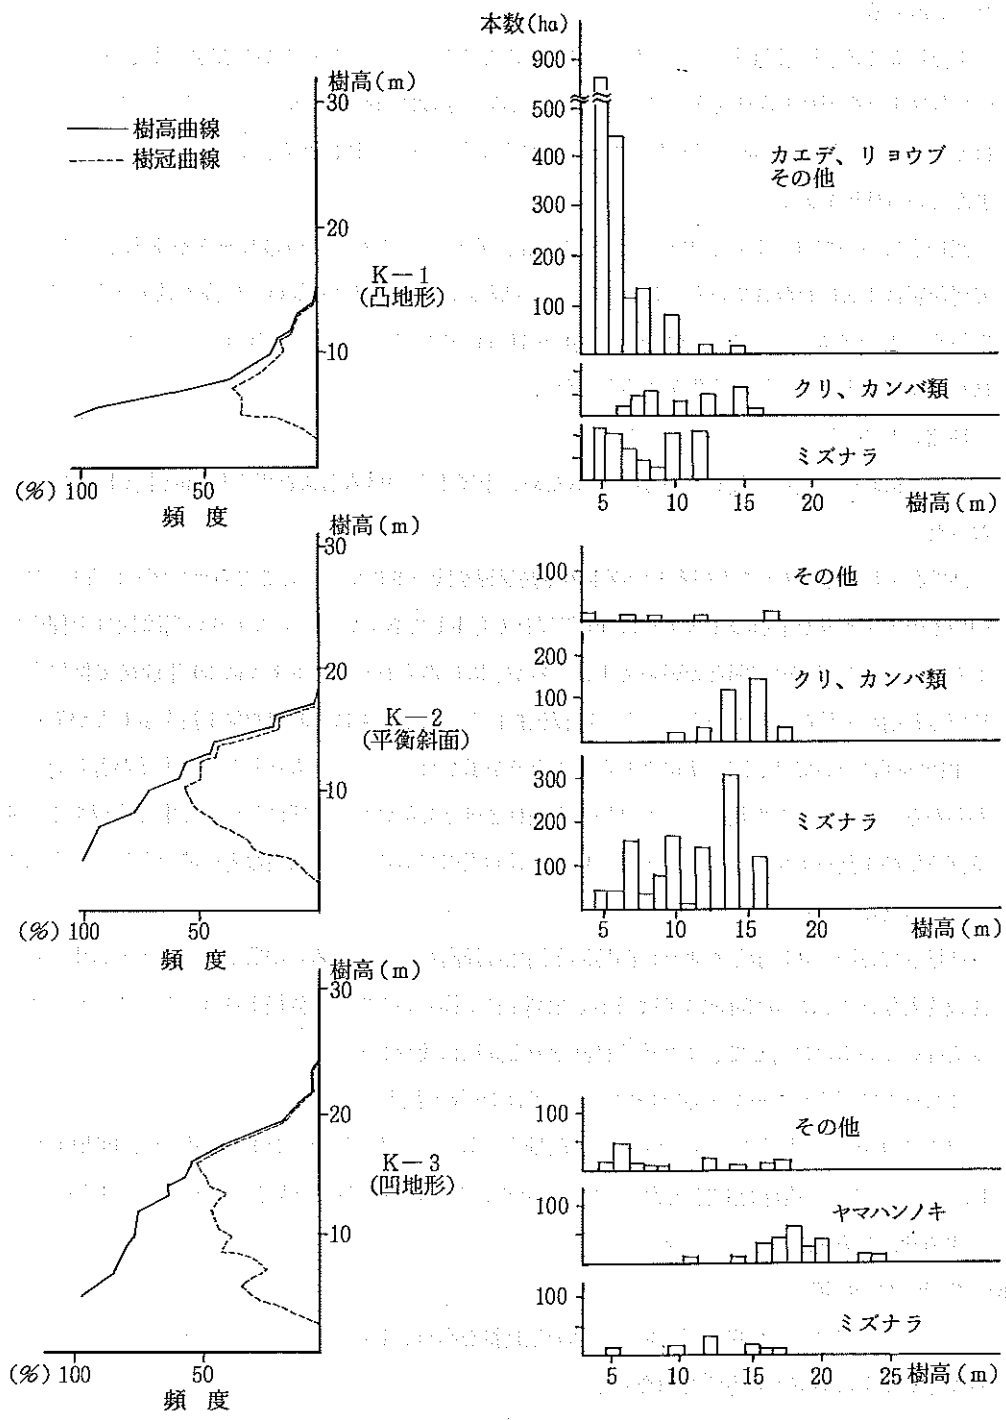 樹高(m)
30
樹高曲線
樹冠曲線
20
K－1
(凸地形)
10
(%) 100 50
頻度
本数(ha)
900
500
400
300
200
100
カエデ、リョウブ
その他
クリ、カンバ類
ミズナラ
5 10 15 20 樹高(m)
樹高(m)
30
20
K－2
(平衡斜面)
10
(%) 100 50
頻度
100
その他
200
100
クリ、カンバ類
300
200
100
ミズナラ
5 10 15 20 樹高(m)
樹高(m)
30
20
K－3
(凹地形)
10
(%) 100 50
頻度
100
その他
100
ヤマハンノキ
100
ミズナラ
5 10 15 20 25 樹高(m)